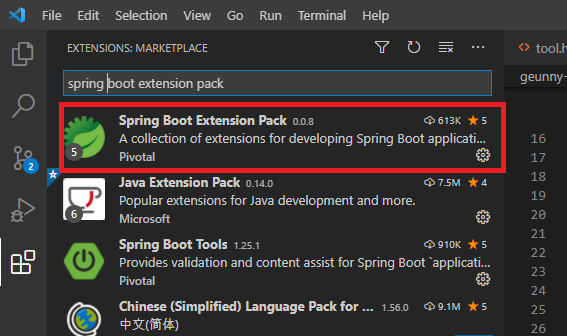 File Edit Selection View Go Run Terminal Help
EXTENSIONS: MARKETPLACE
tool.h
spring boot extension pack
geunny-w
Spring Boot Extension Pack 0.0.8 613K 5
A collection of extensions for developing Spring Boot applicati...
5
Pivotal
16
17
2
Java Extension Pack 0.14.0 7.5M 4
18
Popular extensions for Java development and more.
19
6
Microsoft
20
21
Spring Boot Tools 1.25.1 910K 5
22
Provides validation and content assist for Spring Boot `applicati...
23
Pivotal
24
Chinese (Simplified) Language Pack for ... 1.56.0 9.1M 5
25
中文(简体)
26